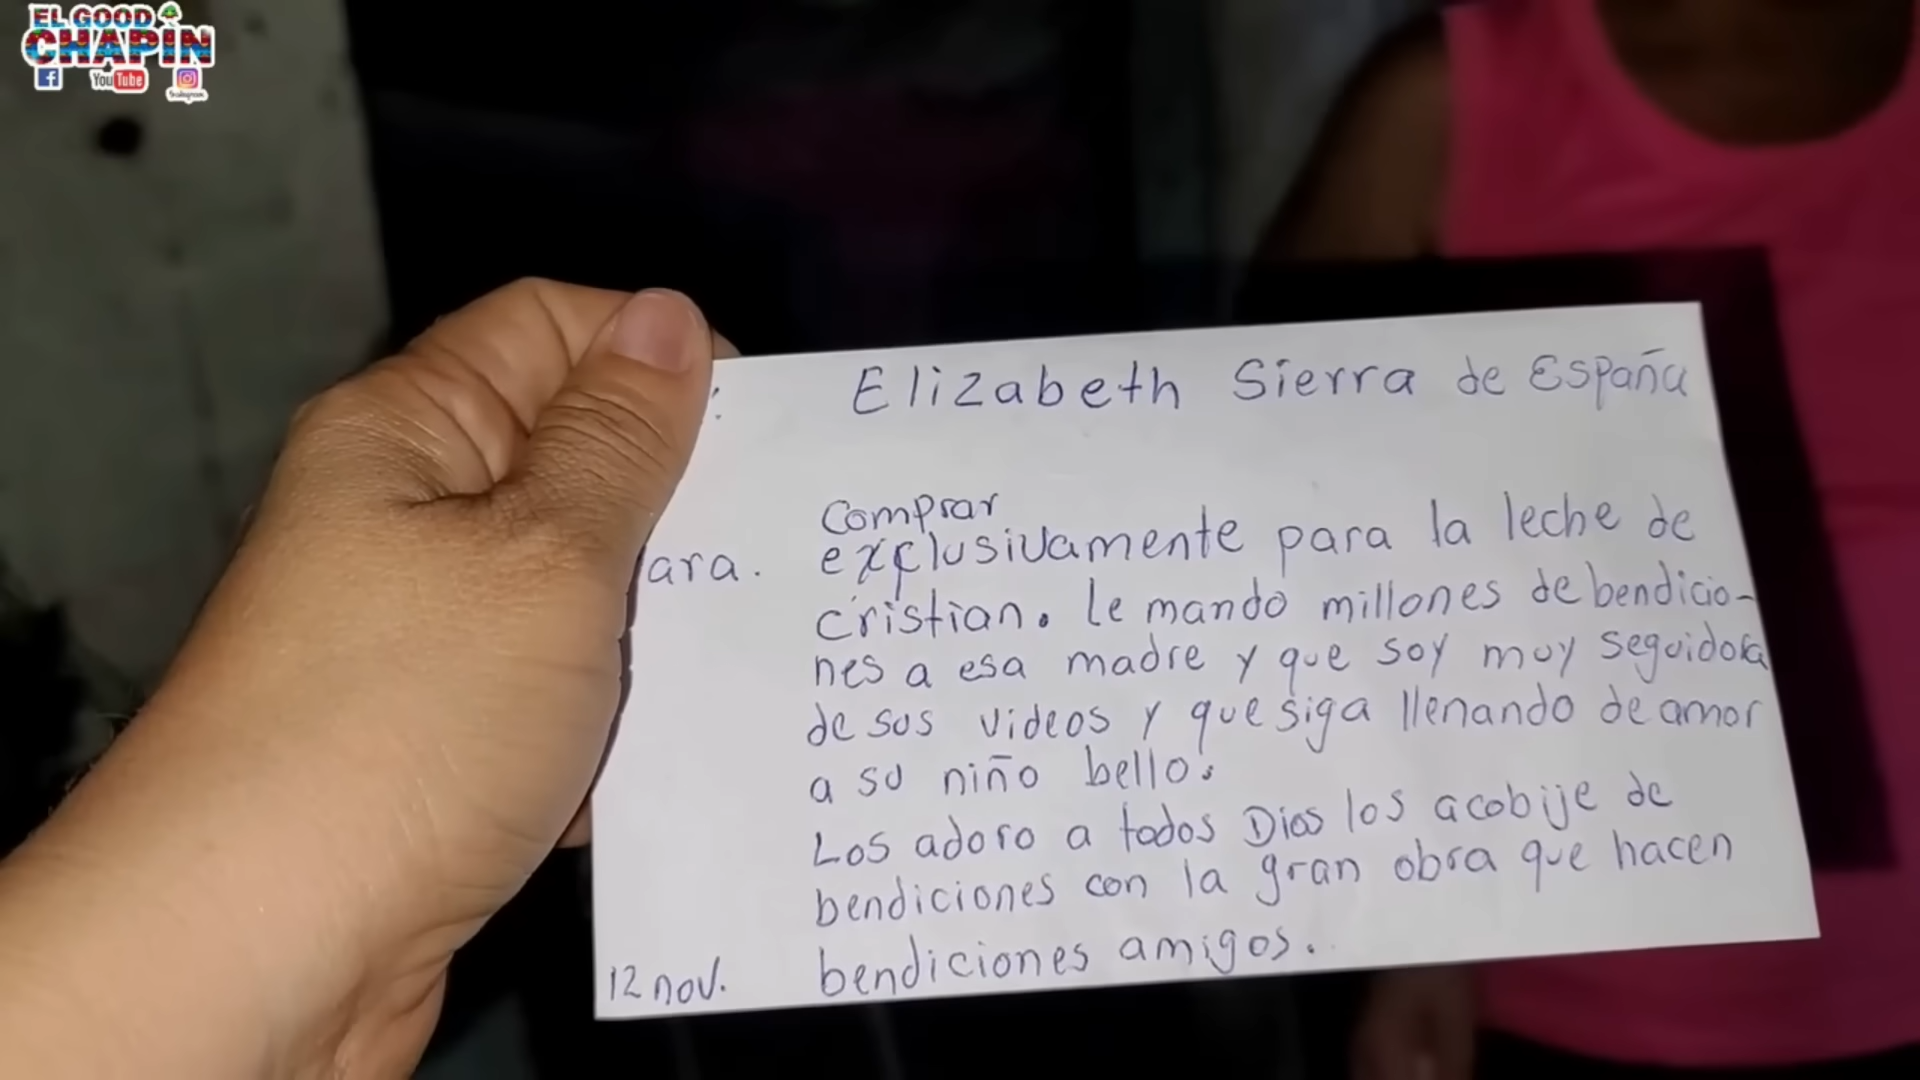 EL GOOD
CHAPIN
YouTube
: Elizabeth Sierra de España
Comprar
ara. exclusivamente para la leche de
cristian. Le mando millones de bendicio-
nes a esa madre y que soy muy seguidora
de sus videos y que siga llenando de amor
a su niño bello.
Los adoro a todos Dios los acobije de
bendiciones con la gran obra que hacen
12 nov. bendiciones amigos.